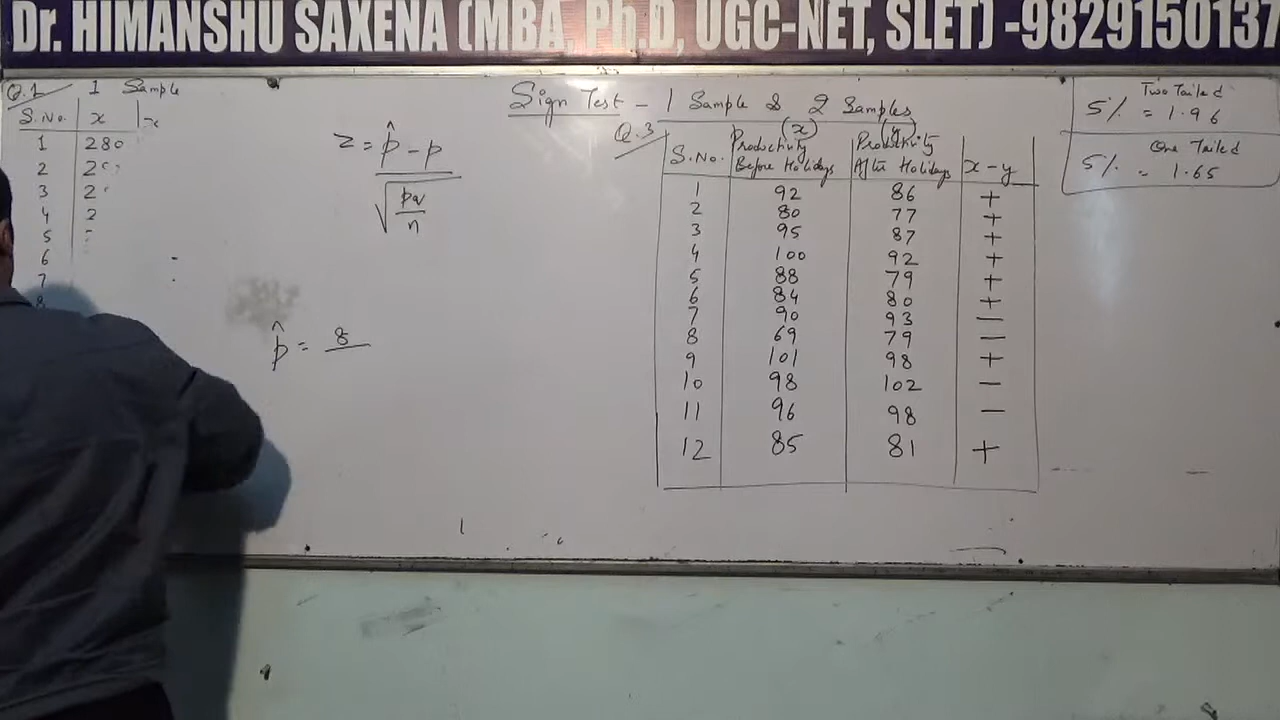 Dr. HIMANSHU SAXENA (MBA, Ph.D, UGC-NET, SLET) -9829150137
Sign Test - 1 Sample & 2 Samples
Q.1 1 Sample
S.No. x
1 280
2
3
4
5
6
7
8
z = p̂ - p
√ pq
n
p̂ = 8
Q.3
S.No. Productivity Before Holidays (x) Productivity After Holidays (y) x - y
1 92 86 +
2 80 77 +
3 95 87 +
4 100 92 +
5 88 79 +
6 84 80 +
7 90 93 −
8 69 79 −
9 101 98 +
10 98 102 −
11 96 98 −
12 85 81 +
Two Tailed
5% = 1.96
One Tailed
5% = 1.65